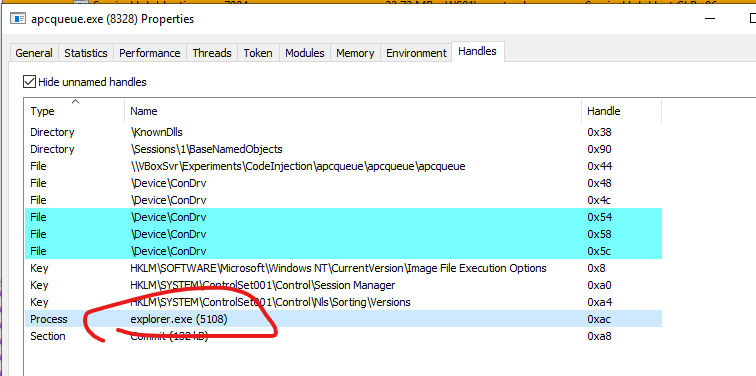 apcqueue.exe (8328) Properties
General Statistics Performance Threads Token Modules Memory Environment Handles
Hide unnamed handles
Type Name Handle
Directory \KnownDlls 0x38
Directory \Sessions\1\BaseNamedObjects 0x90
File \\VBoxSvr\Experiments\CodeInjection\apcqueue\apcqueue\apcqueue 0x44
File \Device\ConDrv 0x48
File \Device\ConDrv 0x4c
File \Device\ConDrv 0x54
File \Device\ConDrv 0x58
File \Device\ConDrv 0x5c
Key HKLM\SOFTWARE\Microsoft\Windows NT\CurrentVersion\Image File Execution Options 0x8
Key HKLM\SYSTEM\ControlSet001\Control\Session Manager 0xa0
Key HKLM\SYSTEM\ControlSet001\Control\Nls\Sorting\Versions 0xa4
Process explorer.exe (5108) 0xac
Section Commit (132 kB) 0xa8